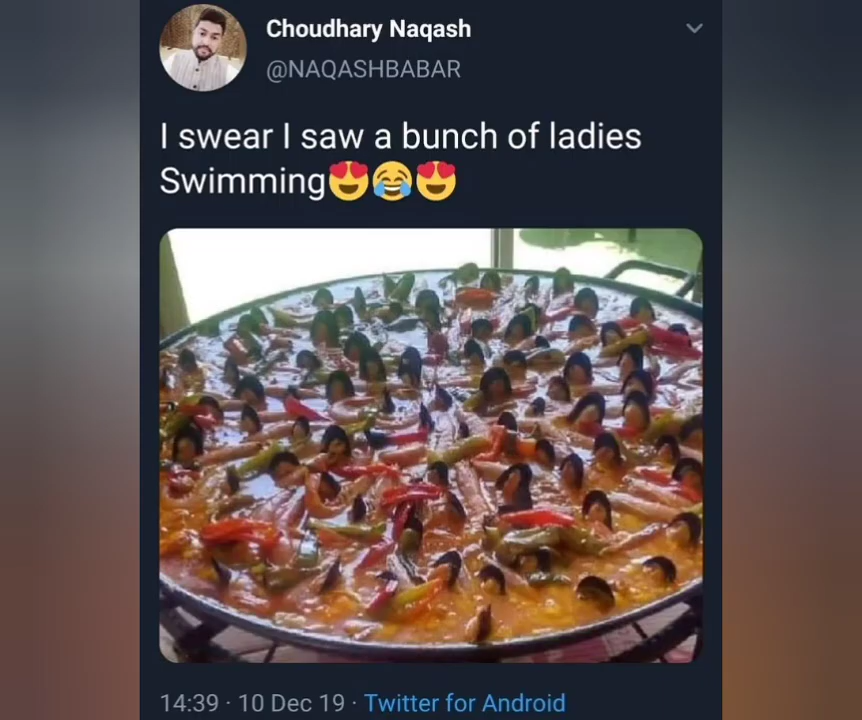 Choudhary Naqash
@NAQASHBABAR
I swear I saw a bunch of ladies
Swimming😍😂😍
14:39 · 10 Dec 19 · Twitter for Android